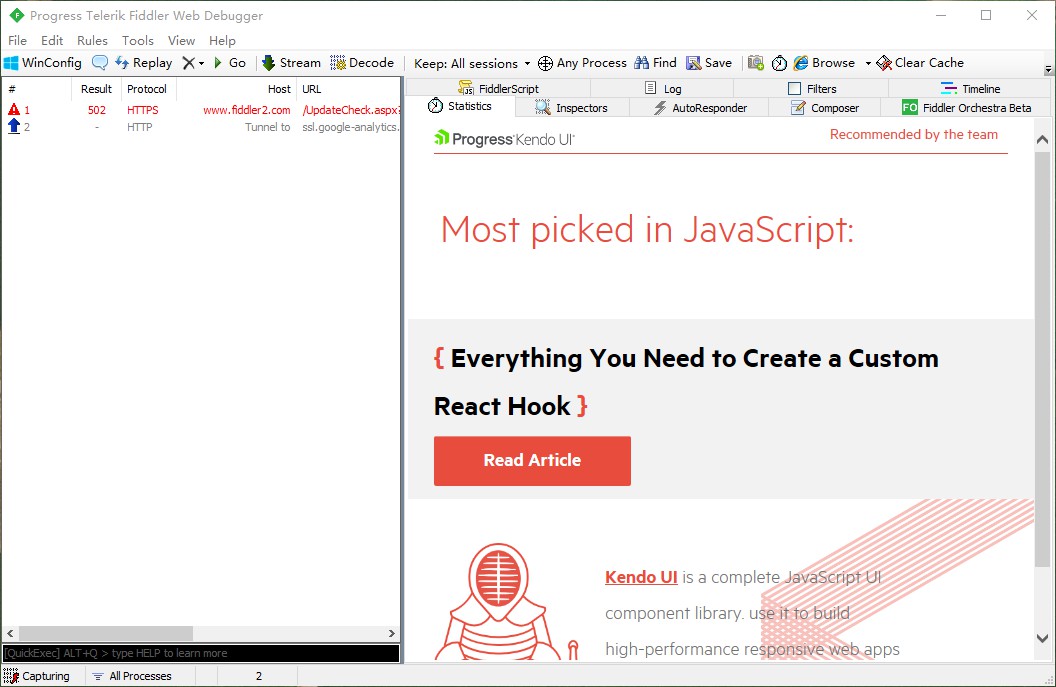 Progress Telerik Fiddler Web Debugger
File Edit Rules Tools View Help
WinConfig Replay Go Stream Decode Keep: All sessions Any Process Find Save Browse Clear Cache
# Result Protocol Host URL
1 502 HTTPS www.fiddler2.com /UpdateCheck.aspx?
2 - HTTP Tunnel to ssl.google-analytics.
FiddlerScript Log Filters Timeline
Statistics Inspectors AutoResponder Composer FO Fiddler Orchestra Beta
Progress Kendo UI
Recommended by the team
Most picked in JavaScript:
{ Everything You Need to Create a Custom
React Hook }
Read Article
Kendo UI is a complete JavaScript UI
component library. use it to build
high-performance responsive web apps
[QuickExec] ALT+Q > type HELP to learn more
Capturing All Processes 2